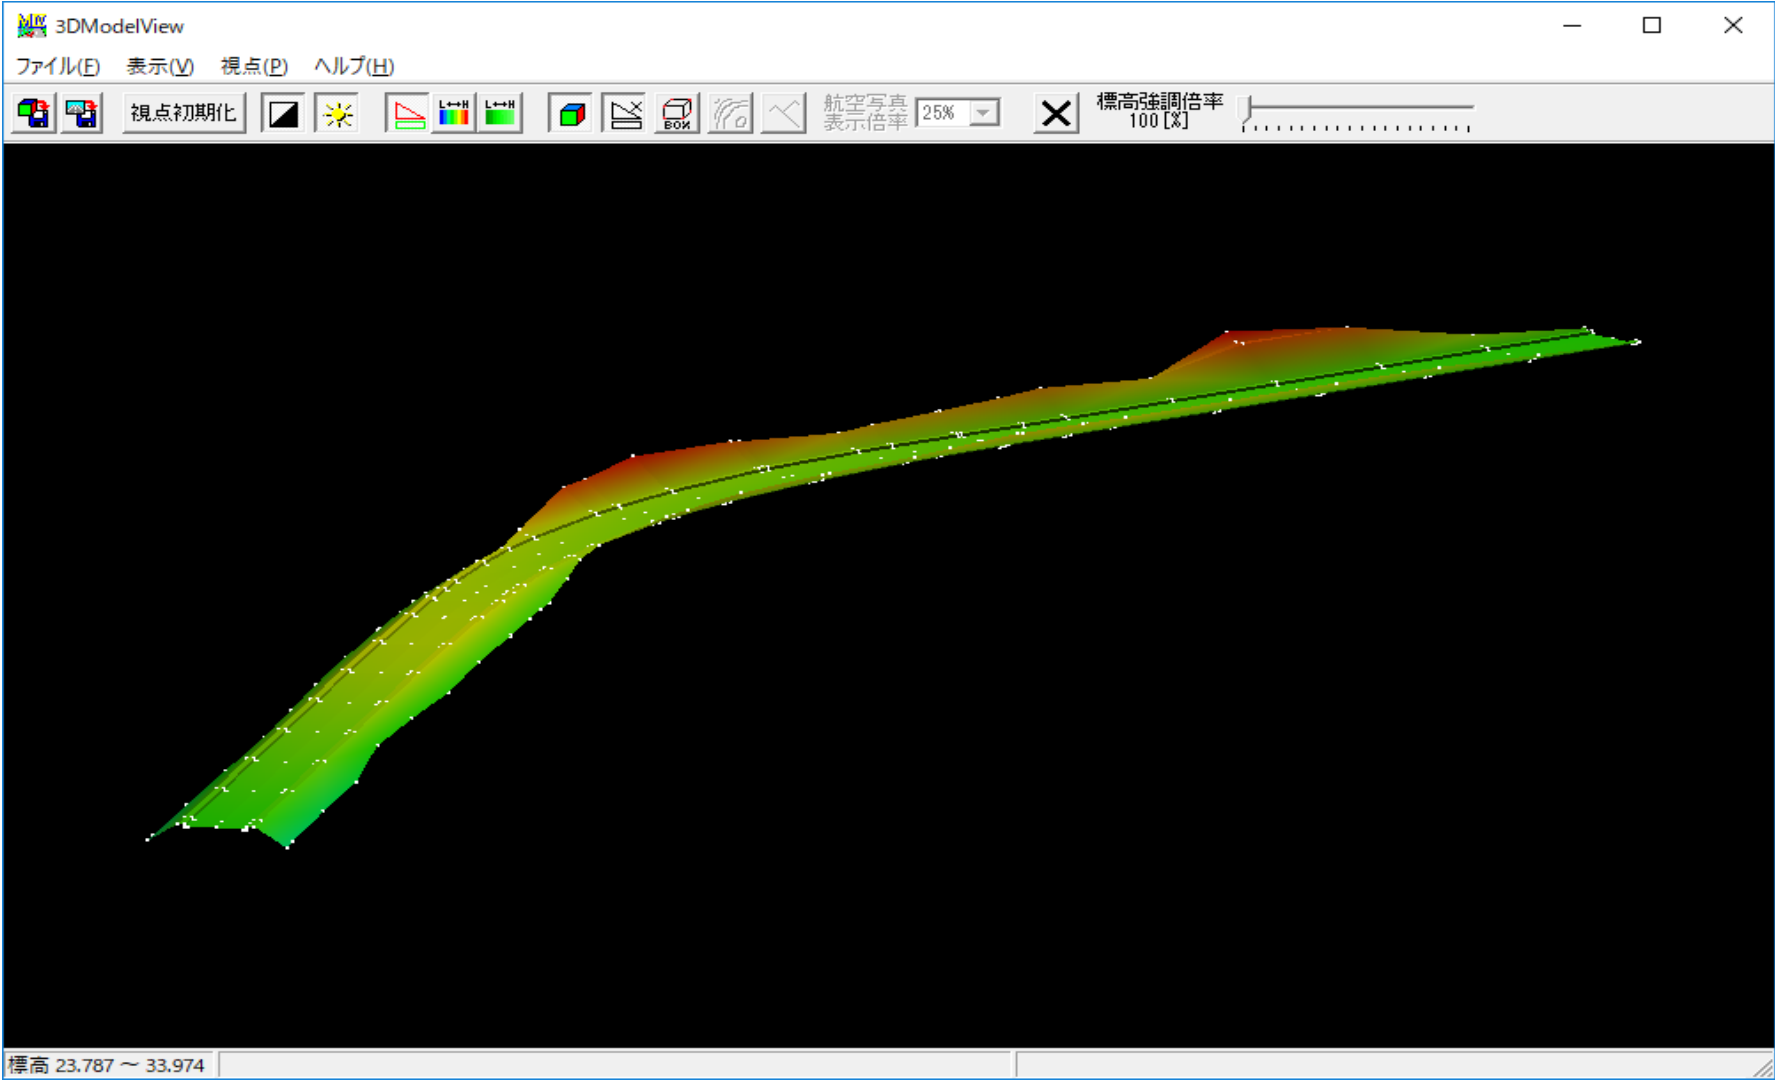 3DModelView
ファイル(F) 表示(V) 視点(P) ヘルプ(H)
視点初期化
L↔H
L↔H
BOX
航空写真
表示倍率
25%
標高強調倍率
100 [%]
標高 23.787 ～ 33.974